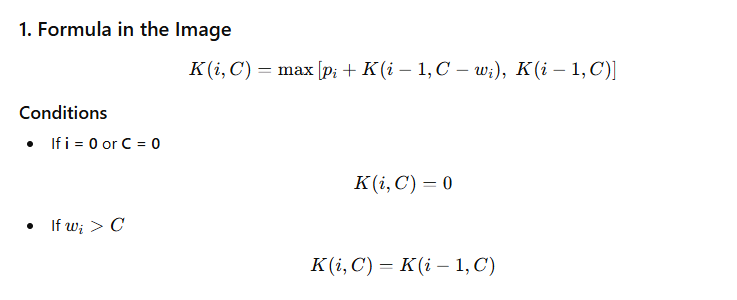 1. Formula in the Image
K(i, C) = max [pᵢ + K(i − 1, C − wᵢ), K(i − 1, C)]
Conditions
• If i = 0 or C = 0
K(i, C) = 0
• If wᵢ > C
K(i, C) = K(i − 1, C)